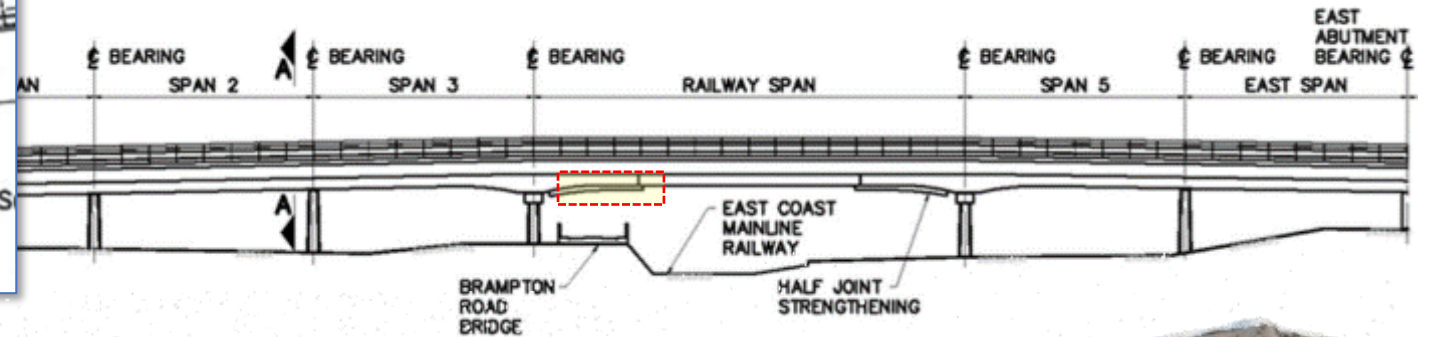 EAST
ABUTMENT
℄ BEARING ℄ BEARING ℄ BEARING ℄ BEARING ℄ BEARING BEARING ℄
A
AN SPAN 2 SPAN 3 RAILWAY SPAN SPAN 5 EAST SPAN
A
EAST COAST
MAINLINE
RAILWAY
BRAMPTON
ROAD
BRIDGE
HALF JOINT
STRENGTHENING